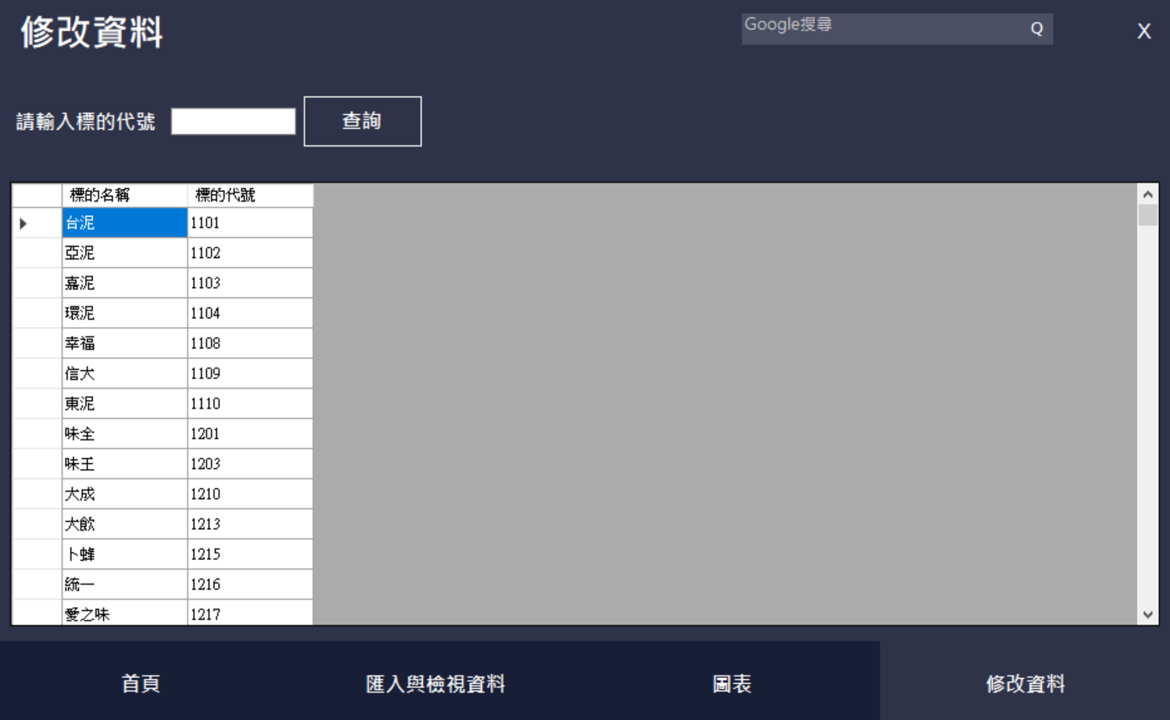 修改資料
Google搜尋 Q X
請輸入標的代號 查詢
標的名稱 標的代號
台泥 1101
亞泥 1102
嘉泥 1103
環泥 1104
幸福 1108
信大 1109
東泥 1110
味全 1201
味王 1203
大成 1210
大飲 1213
卜蜂 1215
統一 1216
愛之味 1217
首頁 匯入與檢視資料 圖表 修改資料